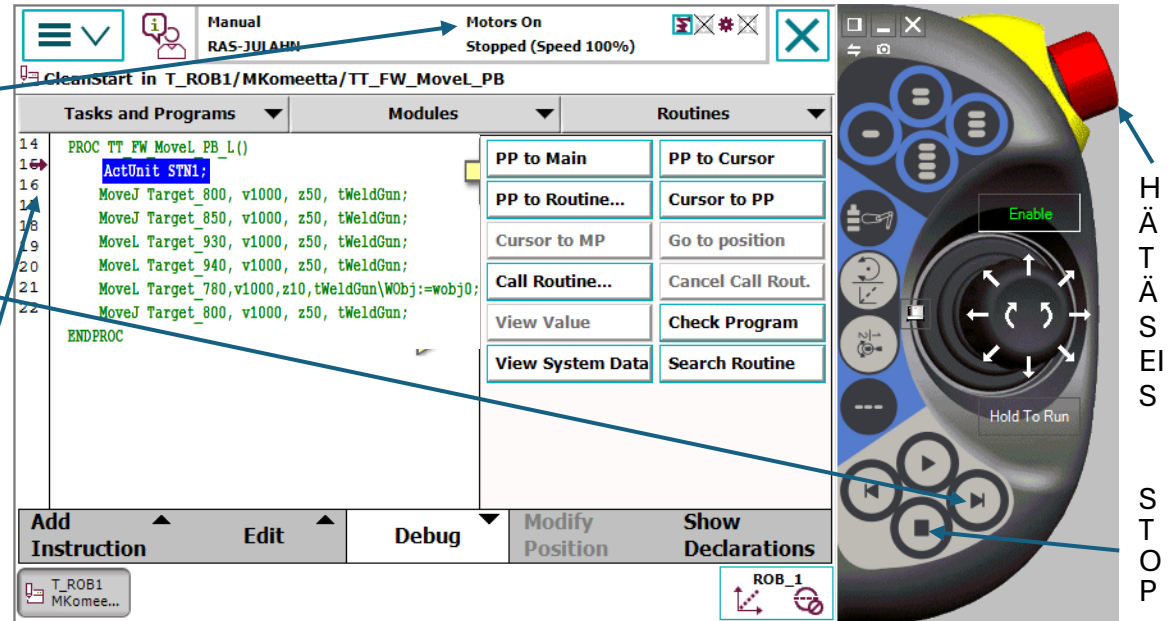 Manual
RAS-JULAHN
Motors On
Stopped (Speed 100%)
CleanStart in T_ROB1/MKomeetta/TT_FW_MoveL_PB
Tasks and Programs
Modules
Routines
14 PROC TT_FW_MoveL_PB_L()
15 ActUnit STN1;
16 MoveJ Target_800, v1000, z50, tWeldGun;
17 MoveJ Target_850, v1000, z50, tWeldGun;
18 MoveL Target_930, v1000, z50, tWeldGun;
19 MoveL Target_940, v1000, z50, tWeldGun;
20 MoveL Target_780,v1000,z10,tWeldGun\WObj:=wobj0;
21 MoveJ Target_800, v1000, z50, tWeldGun;
22 ENDPROC
PP to Main
PP to Cursor
PP to Routine...
Cursor to PP
Cursor to MP
Go to position
Call Routine...
Cancel Call Rout.
View Value
Check Program
View System Data
Search Routine
Add
Instruction
Edit
Debug
Modify
Position
Show
Declarations
T_ROB1
MKomee...
ROB_1
Enable
Hold To Run
H
Ä
T
Ä
S
EI
S
S
T
O
P